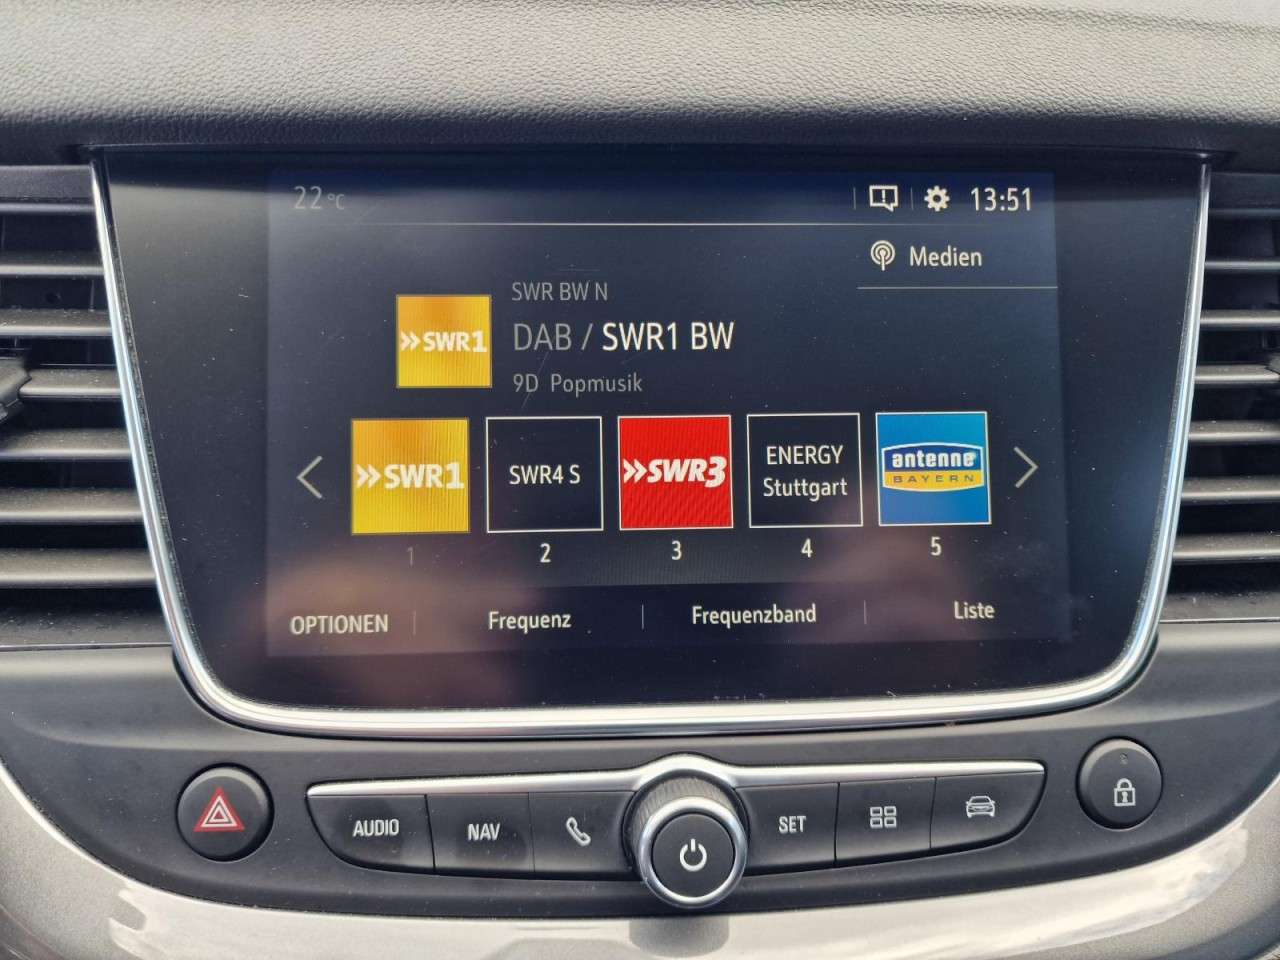 22 °C
13:51
Medien
SWR BW N
»SWR1
DAB / SWR1 BW
9D Popmusik
»SWR1
SWR4 S
»SWR3
ENERGY
Stuttgart
antenne
BAYERN
1
2
3
4
5
OPTIONEN
Frequenz
Frequenzband
Liste
AUDIO
NAV
SET